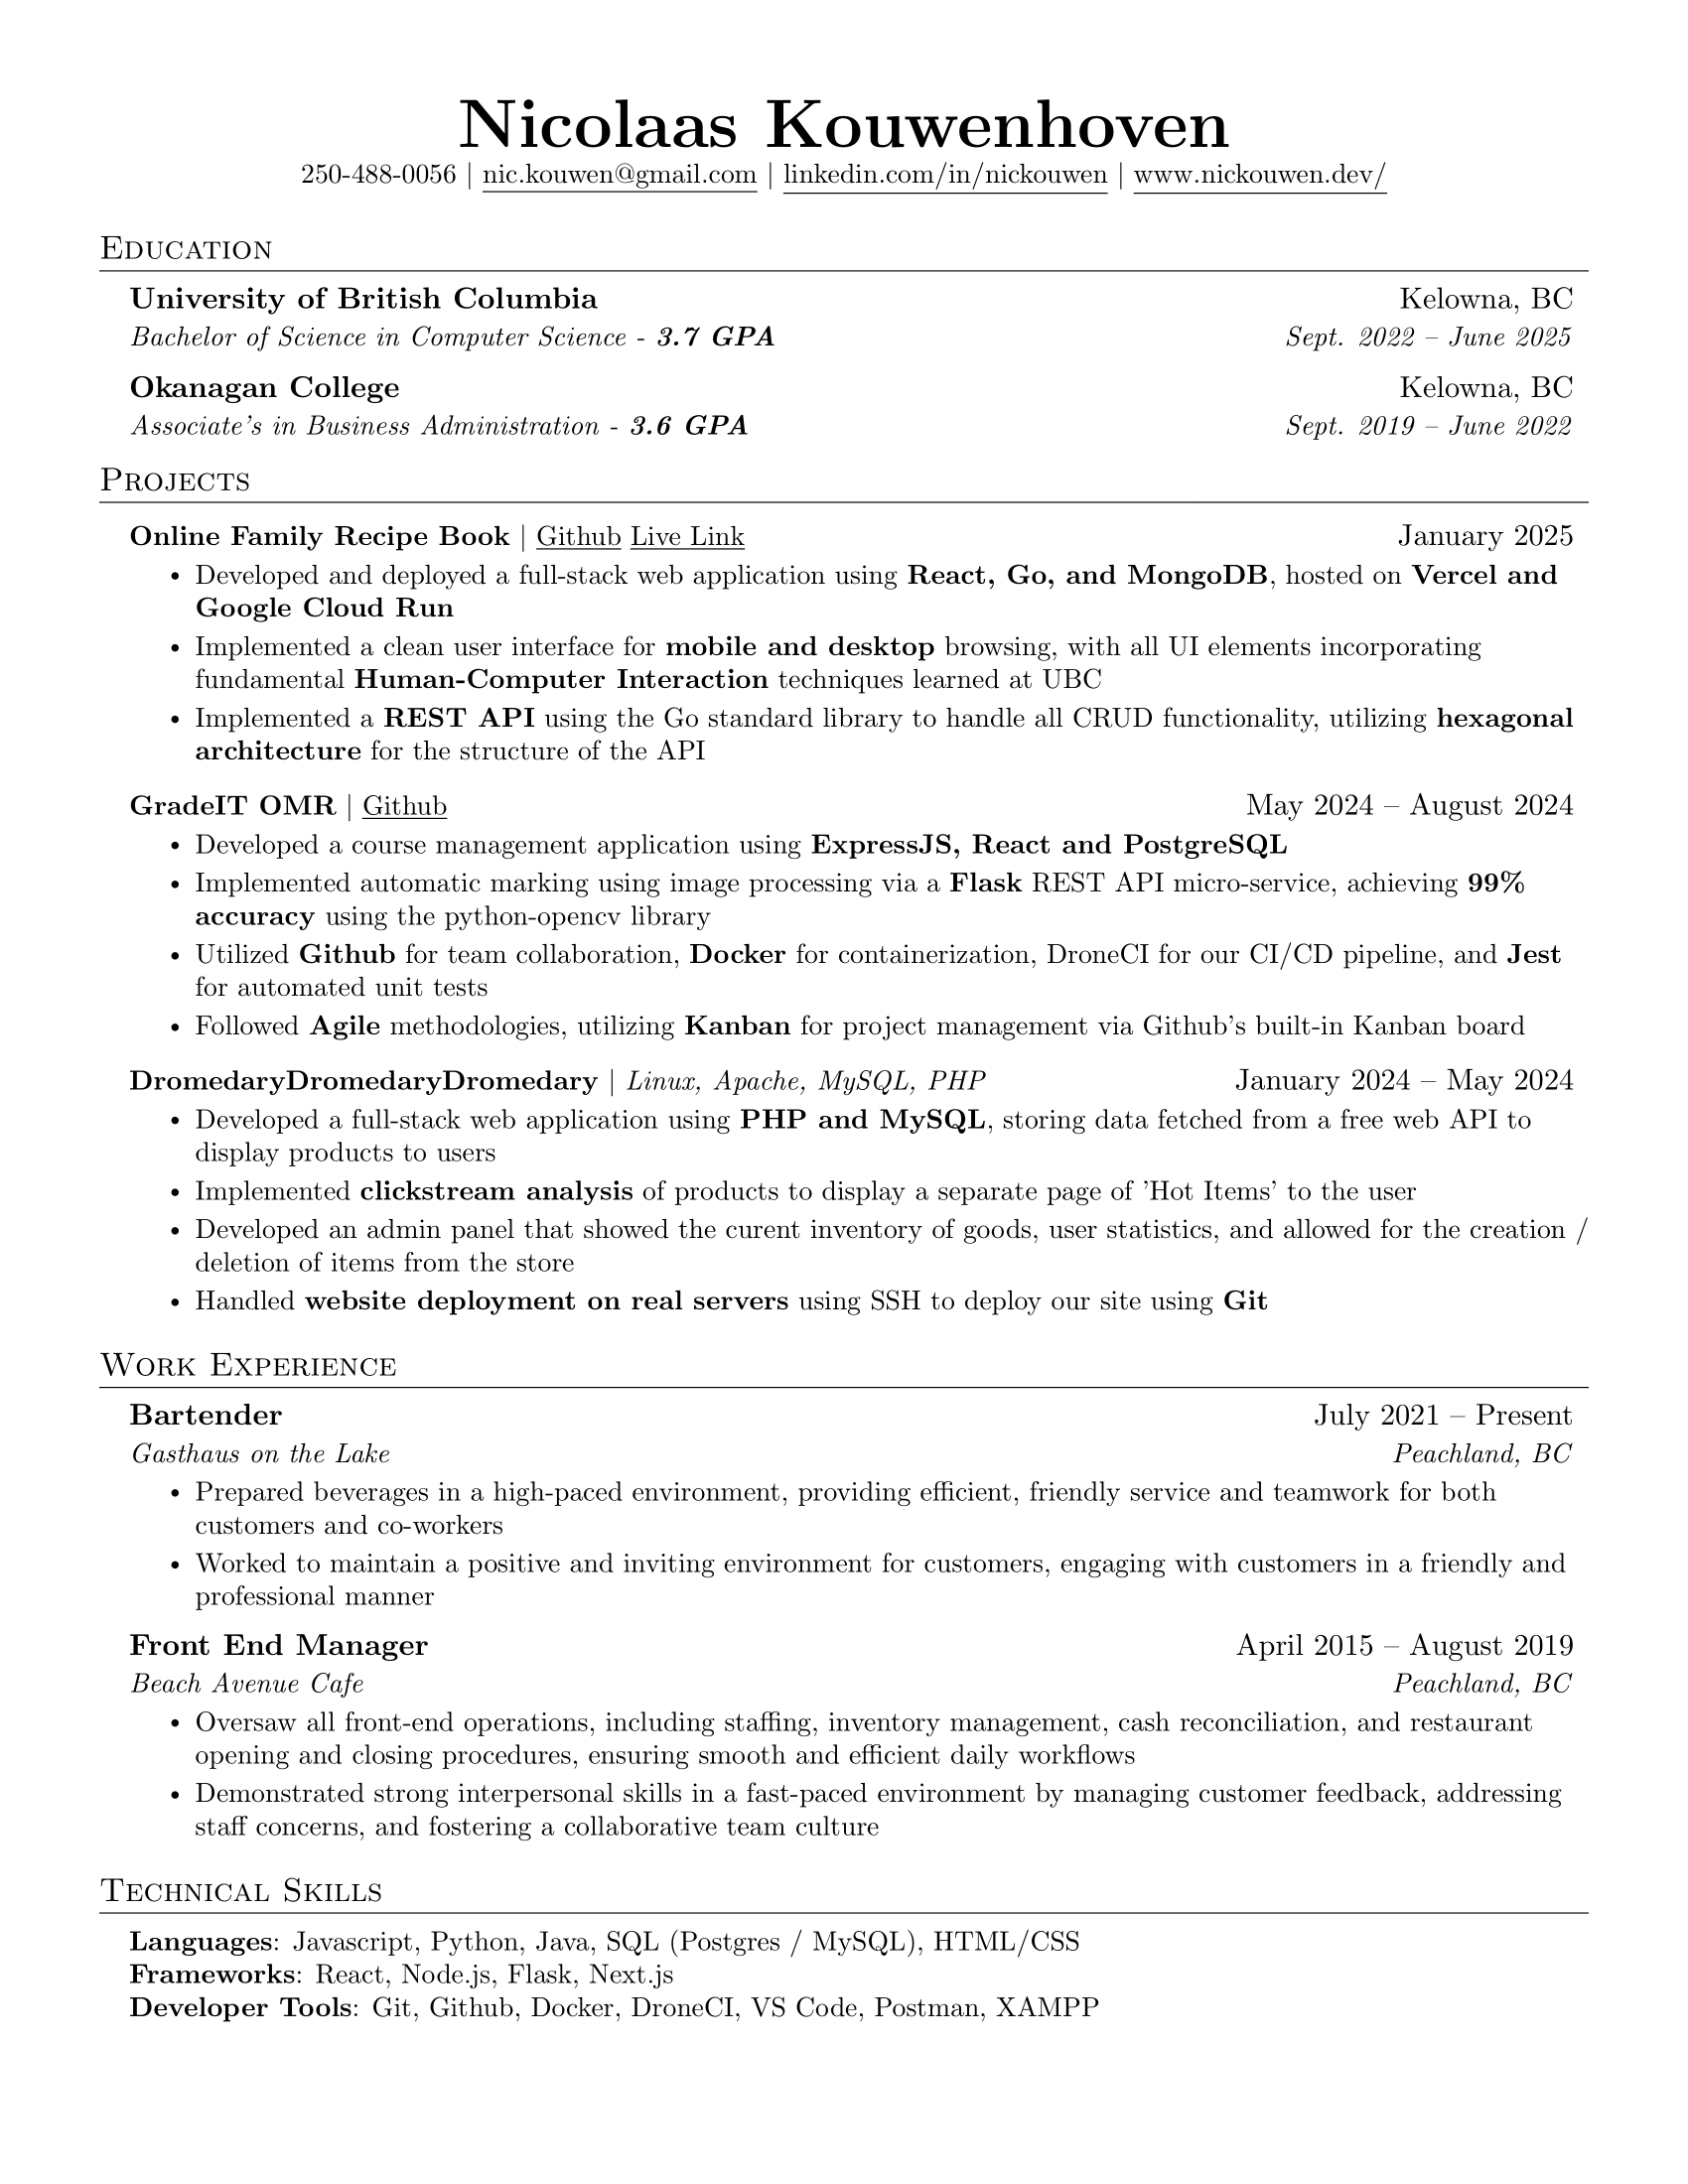 Nicolaas Kouwenhoven
250-488-0056 | nic.kouwen@gmail.com | linkedin.com/in/nickouwen | www.nickouwen.dev/
Education
University of British Columbia Kelowna, BC
Bachelor of Science in Computer Science - 3.7 GPA Sept. 2022 – June 2025
Okanagan College Kelowna, BC
Associate's in Business Administration - 3.6 GPA Sept. 2019 – June 2022
Projects
Online Family Recipe Book | Github Live Link January 2025
• Developed and deployed a full-stack web application using React, Go, and MongoDB, hosted on Vercel and
Google Cloud Run
• Implemented a clean user interface for mobile and desktop browsing, with all UI elements incorporating
fundamental Human-Computer Interaction techniques learned at UBC
• Implemented a REST API using the Go standard library to handle all CRUD functionality, utilizing hexagonal
architecture for the structure of the API
GradeIT OMR | Github May 2024 – August 2024
• Developed a course management application using ExpressJS, React and PostgreSQL
• Implemented automatic marking using image processing via a Flask REST API micro-service, achieving 99%
accuracy using the python-opencv library
• Utilized Github for team collaboration, Docker for containerization, DroneCI for our CI/CD pipeline, and Jest
for automated unit tests
• Followed Agile methodologies, utilizing Kanban for project management via Github's built-in Kanban board
DromedaryDromedaryDromedary | Linux, Apache, MySQL, PHP January 2024 – May 2024
• Developed a full-stack web application using PHP and MySQL, storing data fetched from a free web API to
display products to users
• Implemented clickstream analysis of products to display a separate page of 'Hot Items' to the user
• Developed an admin panel that showed the curent inventory of goods, user statistics, and allowed for the creation /
deletion of items from the store
• Handled website deployment on real servers using SSH to deploy our site using Git
Work Experience
Bartender July 2021 – Present
Gasthaus on the Lake Peachland, BC
• Prepared beverages in a high-paced environment, providing efficient, friendly service and teamwork for both
customers and co-workers
• Worked to maintain a positive and inviting environment for customers, engaging with customers in a friendly and
professional manner
Front End Manager April 2015 – August 2019
Beach Avenue Cafe Peachland, BC
• Oversaw all front-end operations, including staffing, inventory management, cash reconciliation, and restaurant
opening and closing procedures, ensuring smooth and efficient daily workflows
• Demonstrated strong interpersonal skills in a fast-paced environment by managing customer feedback, addressing
staff concerns, and fostering a collaborative team culture
Technical Skills
Languages: Javascript, Python, Java, SQL (Postgres / MySQL), HTML/CSS
Frameworks: React, Node.js, Flask, Next.js
Developer Tools: Git, Github, Docker, DroneCI, VS Code, Postman, XAMPP